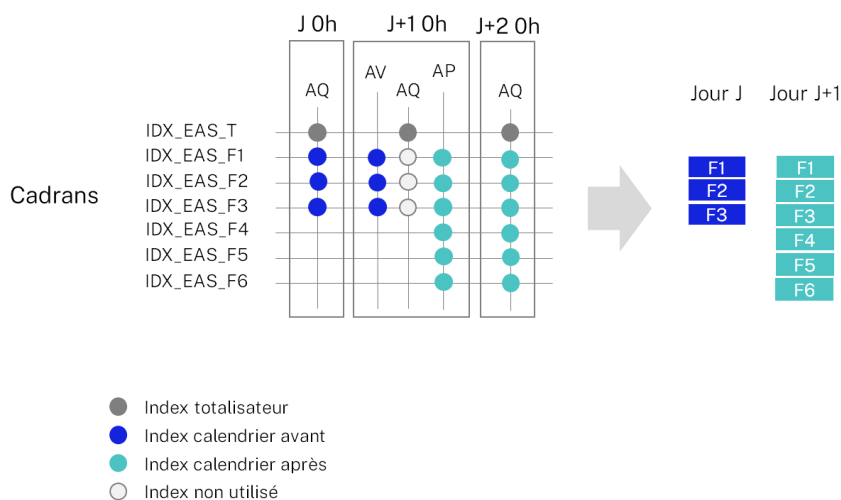 J 0h
J+1 0h
J+2 0h
AV
AP
AQ
AQ
AQ
Jour J
Jour J+1
IDX_EAS_T
IDX_EAS_F1
IDX_EAS_F2
IDX_EAS_F3
IDX_EAS_F4
IDX_EAS_F5
IDX_EAS_F6
Cadrans
F1
F2
F3
F1
F2
F3
F4
F5
F6
Index totalisateur
Index calendrier avant
Index calendrier après
Index non utilisé